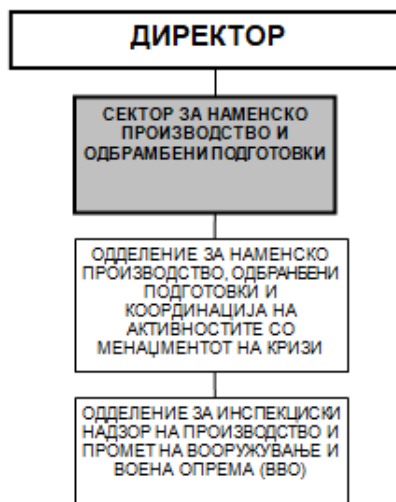 ДИРЕКТОР
СЕКТОР ЗА НАМЕНСКО
ПРОИЗВОДСТВО И
ОДБРАМБЕНИ ПОДГОТОВКИ
ОДДЕЛЕНИЕ ЗА НАМЕНСКО
ПРОИЗВОДСТВО, ОДБРАНБЕНИ
ПОДГОТОВКИ И
КООРДИНАЦИЈА НА
АКТИВНОСТИТЕ СО
МЕНАЏМЕНТОТ НА КРИЗИ
ОДДЕЛЕНИЕ ЗА ИНСПЕКЦИСКИ
НАДЗОР НА ПРОИЗВОДСТВО И
ПРОМЕТ НА ВООРУЖУВАЊЕ И
ВОЕНА ОПРЕМА (ВВО)